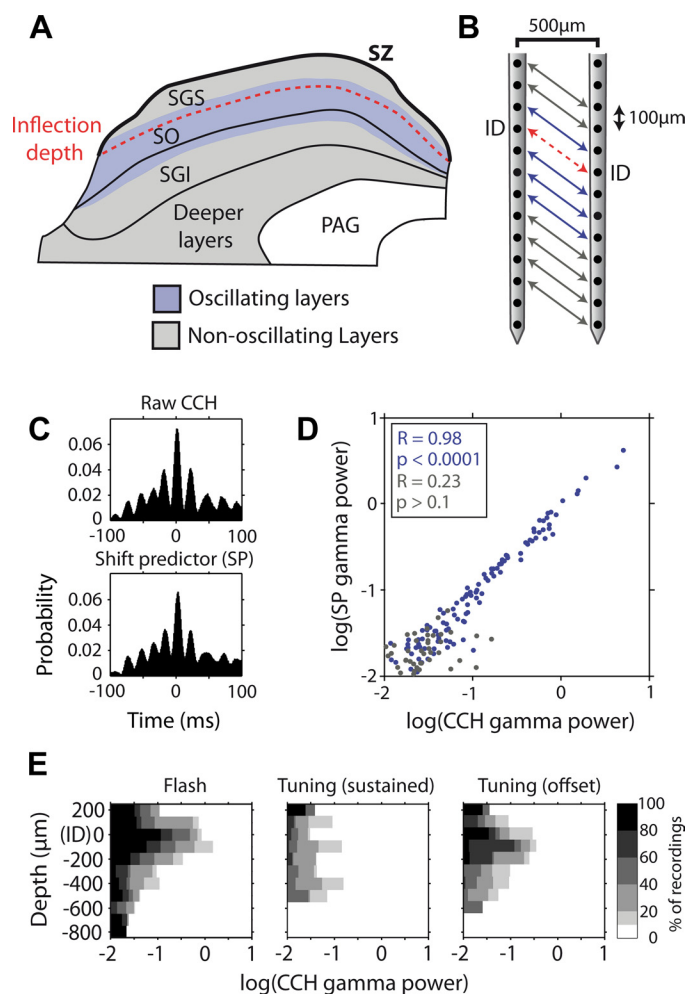 A
SZ
SGS
Inflection
depth
SO
SGI
Deeper
layers
PAG
Oscillating layers
Non-oscillating Layers
B
500µm
100µm
ID
ID
C
Raw CCH
0.06
0.04
0.02
0
-100
0
100
Shift predictor (SP)
0.06
0.04
0.02
0
-100
0
100
Probability
Time (ms)
D
R = 0.98
p < 0.0001
R = 0.23
p > 0.1
1
0
-1
-2
-2
-1
0
1
log(SP gamma power)
log(CCH gamma power)
E
Flash
Tuning (sustained)
Tuning (offset)
200
(ID)0
-200
-400
-600
-800
Depth (µm)
-2 -1 0 1
-2 -1 0 1
-2 -1 0 1
100
80
60
40
20
0
% of recordings
log(CCH gamma power)